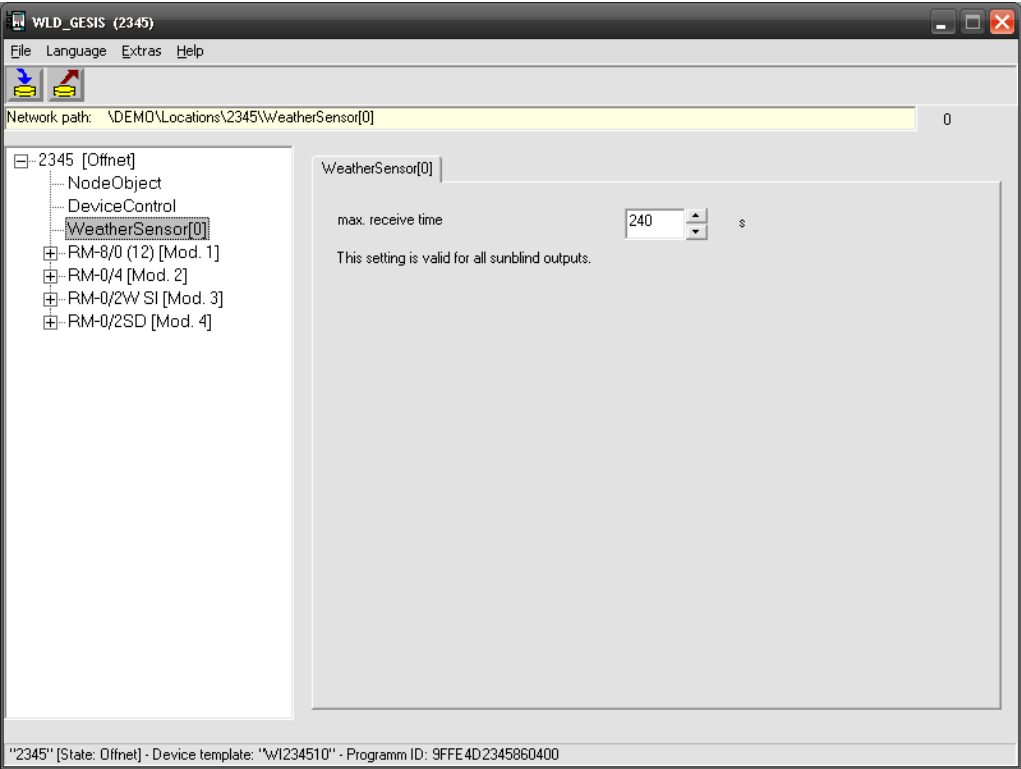 WLD_GESIS (2345)
File Language Extras Help
Network path: \DEMO\Locations\2345\WeatherSensor[0]
0
2345 [Offnet]
NodeObject
DeviceControl
WeatherSensor[0]
RM-8/0 (12) [Mod. 1]
RM-0/4 [Mod. 2]
RM-0/2W SI [Mod. 3]
RM-0/2SD [Mod. 4]
WeatherSensor[0]
max. receive time 240 s
This setting is valid for all sunblind outputs.
"2345" [State: Offnet] - Device template: "WI234510" - Programm ID: 9FFE4D2345860400